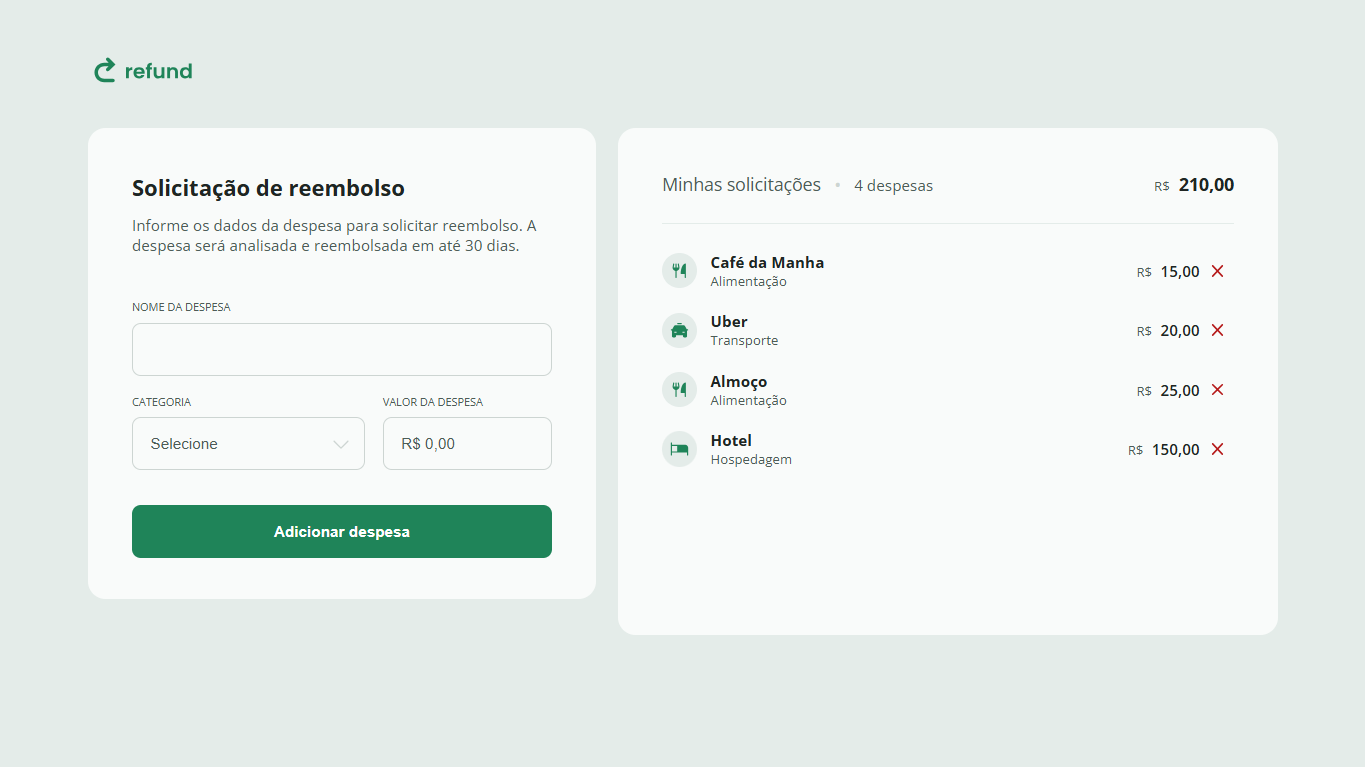 refund
Solicitação de reembolso
Informe os dados da despesa para solicitar reembolso. A
despesa será analisada e reembolsada em até 30 dias.
NOME DA DESPESA
CATEGORIA VALOR DA DESPESA
Selecione R$ 0,00
Adicionar despesa
Minhas solicitações • 4 despesas R$ 210,00
Café da Manha R$ 15,00
Alimentação
Uber R$ 20,00
Transporte
Almoço R$ 25,00
Alimentação
Hotel R$ 150,00
Hospedagem